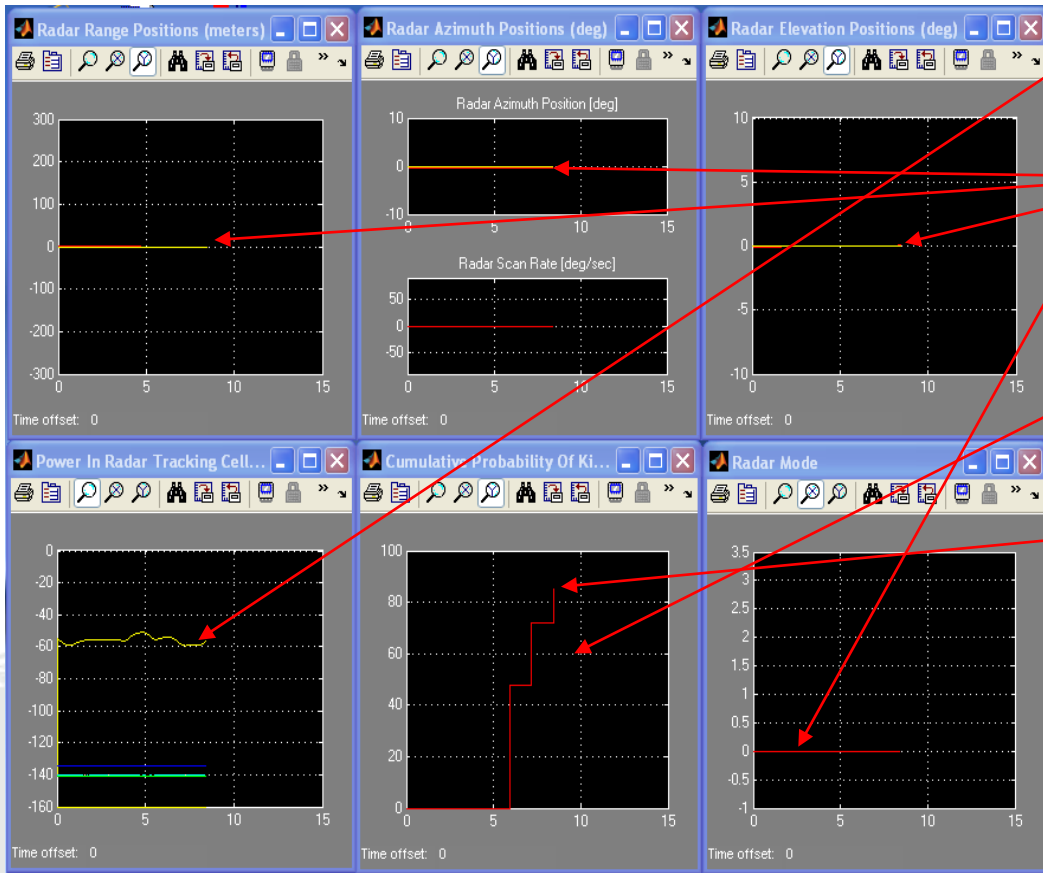 Radar Range Positions (meters)
300
200
100
0
-100
-200
-300
0 5 10 15
Time offset: 0
Radar Azimuth Positions (deg)
Radar Azimuth Position [deg]
10
0
-10
0 5 10 15
Radar Scan Rate [deg/sec]
50
0
-50
0 5 10 15
Radar Elevation Positions (deg)
10
5
0
-5
-10
0 5 10 15
Time offset: 0
Power In Radar Tracking Cell...
0
-20
-40
-60
-80
-100
-120
-140
-160
0 5 10 15
Time offset: 0
Cumulative Probability Of Ki...
100
80
60
40
20
0
0 5 10 15
Time offset: 0
Radar Mode
3.5
3
2.5
2
1.5
1
0.5
0
-0.5
-1
0 5 10 15
Time offset: 0